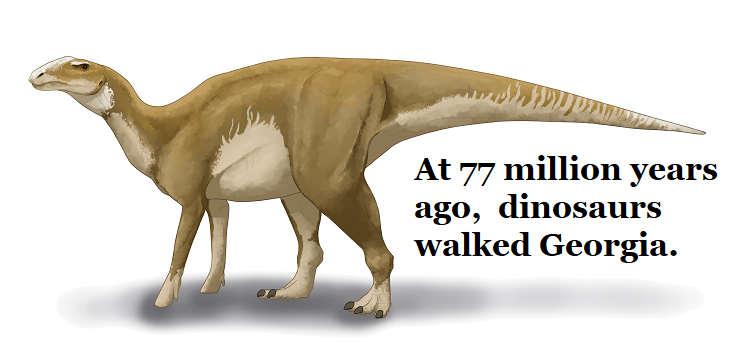 At 77 million years
ago,  dinosaurs
walked Georgia.